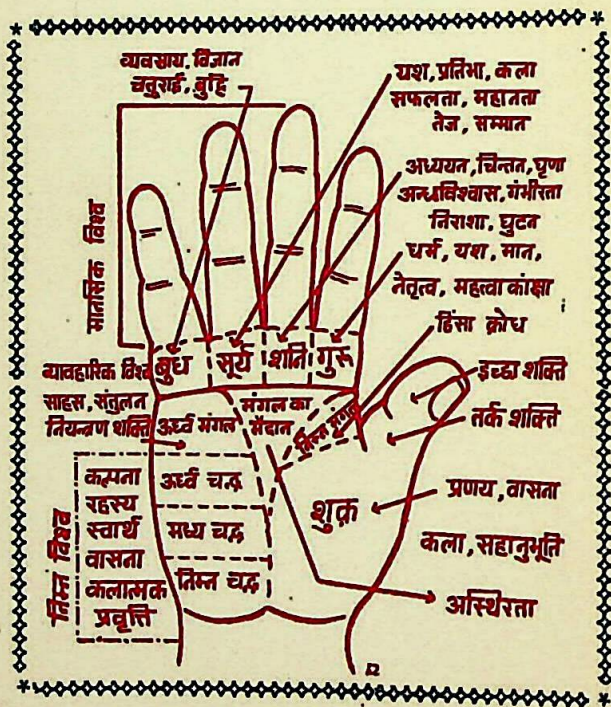 व्यवसाय, विज्ञान
चतुराई, बुद्धि
यश, प्रतिभा, कला
सफलता, महानता
तेज, सम्मान
अध्ययन, चिन्तन, घृणा
अन्धविश्वास, गंभीरता
निराशा, घुटन
धर्म, यश, मान,
नेतृत्व, महत्वाकांक्षा
हिंसा क्रोध
मानसिक विश्व
बुध
सूर्य
शनि
गुरू
इच्छा शक्ति
तर्क शक्ति
व्यावहारिक विश्व
साहस, संतुलन
नियन्त्रण शक्ति
अर्ध्व मंगल
मंगल का
मैदान
निम्न मंगल
निम्न विश्व
कल्पना
रहस्य
स्वार्थ
वासना
कलात्मक
प्रवृत्ति
अर्ध्व चन्द्र
मध्य चन्द्र
निम्न चन्द्र
शुक्र
प्रणय, वासना
कला, सहानुभूति
अस्थिरता